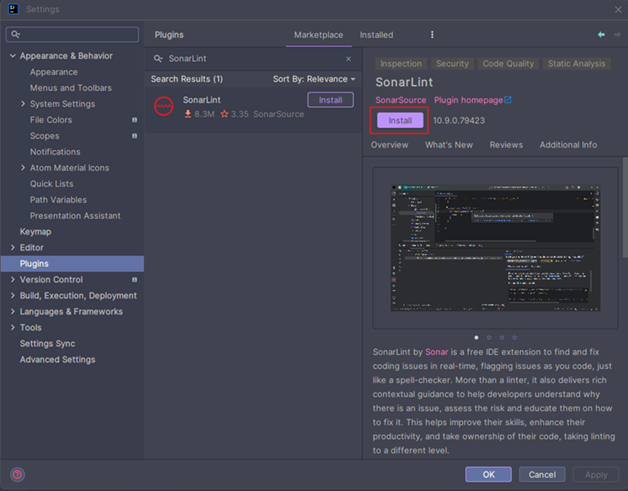 Settings
Plugins
Marketplace
Installed
Appearance & Behavior
Appearance
Menus and Toolbars
System Settings
File Colors
Scopes
Notifications
Atom Material Icons
Quick Lists
Path Variables
Presentation Assistant
Keymap
Editor
Plugins
Version Control
Build, Execution, Deployment
Languages & Frameworks
Tools
Settings Sync
Advanced Settings
SonarLint
Search Results (1)
Sort By: Relevance
SonarLint
Install
8.3M 3.35 SonarSource
Inspection Security Code Quality Static Analysis
SonarLint
SonarSource Plugin homepage
Install 10.9.0.79423
Overview What's New Reviews Additional Info
SonarLint by Sonar is a free IDE extension to find and fix
coding issues in real-time, flagging issues as you code, just
like a spell-checker. More than a linter, it also delivers rich
contextual guidance to help developers understand why
there is an issue, assess the risk and educate them on how
to fix it. This helps improve their skills, enhance their
productivity, and take ownership of their code, taking linting
to a different level.
OK
Cancel
Apply